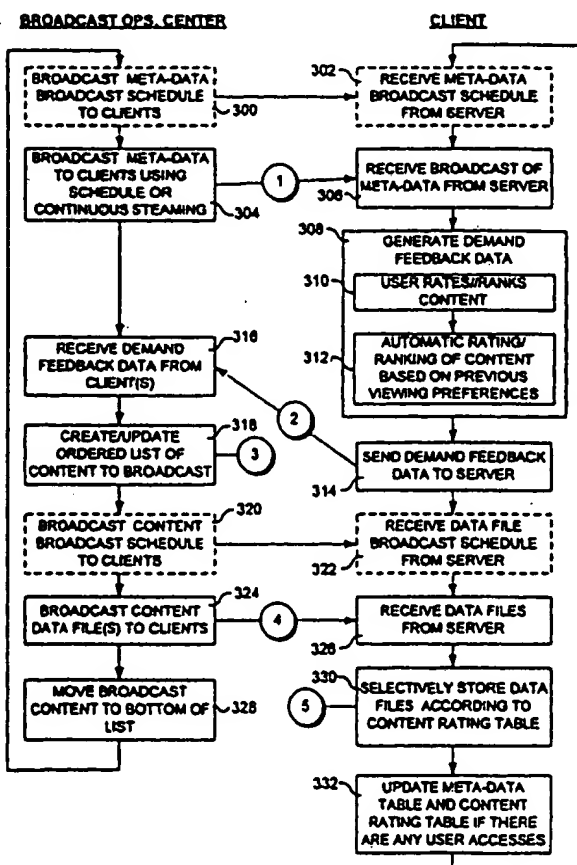 BROADCAST OPS. CENTER
CLIENT
BROADCAST META-DATA
BROADCAST SCHEDULE
TO CLIENTS
300
302
RECEIVE META-DATA
BROADCAST SCHEDULE
FROM SERVER
BROADCAST META-DATA
TO CLIENTS USING
SCHEDULE OR
CONTINUOUS STEAMING
304
1
RECEIVE BROADCAST OF
META-DATA FROM SERVER
306
308
GENERATE DEMAND
FEEDBACK DATA
310
USER RATES//RANKS
CONTENT
312
AUTOMATIC RATING/
RANKING OF CONTENT
BASED ON PREVIOUS
VIEWING PREFERENCES
316
RECEIVE DEMAND
FEEDBACK DATA FROM
CLIENT(S)
2
318
CREATE/UPDATE
ORDERED LIST OF
CONTENT TO BROADCAST
3
SEND DEMAND FEEDBACK
DATA TO SERVER
314
320
BROADCAST CONTENT
BROADCAST SCHEDULE
TO CLIENTS
RECEIVE DATA FILE
BROADCAST SCHEDULE
FROM SERVER
322
324
BROADCAST CONTENT
DATA FILE(S) TO CLIENTS
4
RECEIVE DATA FILES
FROM SERVER
326
MOVE BROADCAST
CONTENT TO BOTTOM OF
LIST
328
330
SELECTIVELY STORE DATA
FILES ACCORDING TO
CONTENT RATING TABLE
5
332
UPDATE META-DATA
TABLE AND CONTENT
RATING TABLE IF THERE
ARE ANY USER ACCESSES